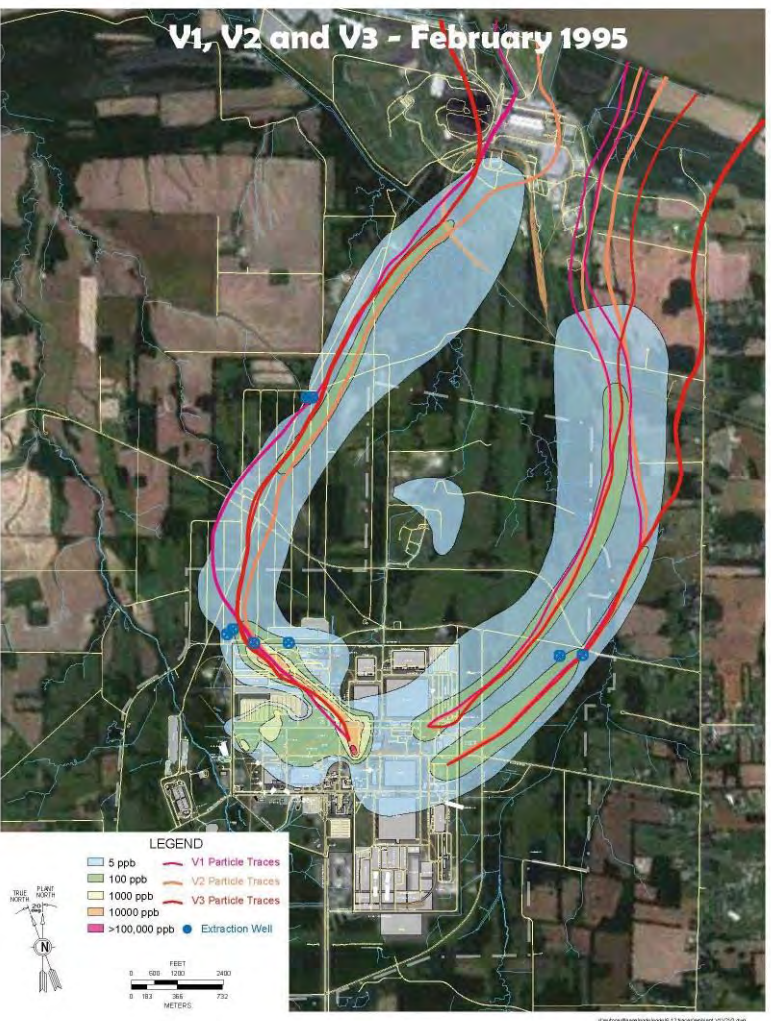 V1, V2 and V3 - February 1995
LEGEND
5 ppb
100 ppb
1000 ppb
10000 ppb
>100,000 ppb
V1 Particle Traces
V2 Particle Traces
V3 Particle Traces
Extraction Well
TRUE NORTH
PLANT NORTH
20
N
FEET
0 600 1200 2400
0 183 366 732
METERS